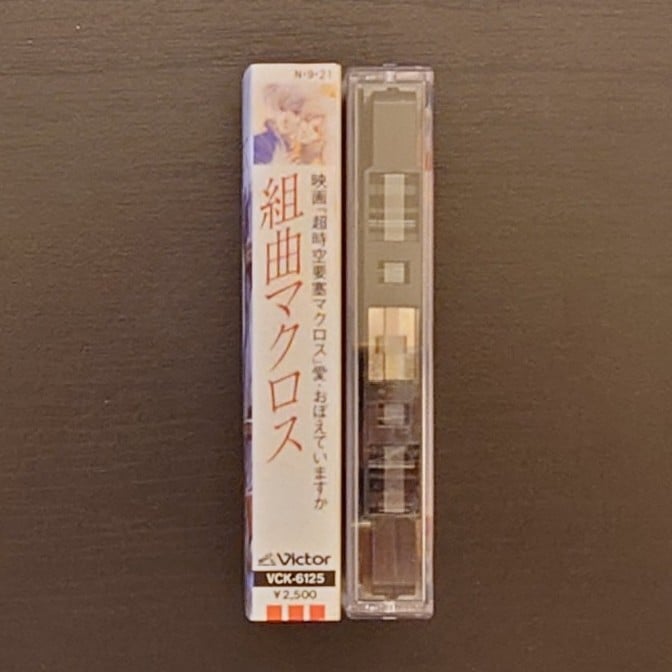 N・9・21
映画「超時空要塞マクロス」愛・おぼえていますか
組曲マクロス
Victor
VCK-6125
¥2,500